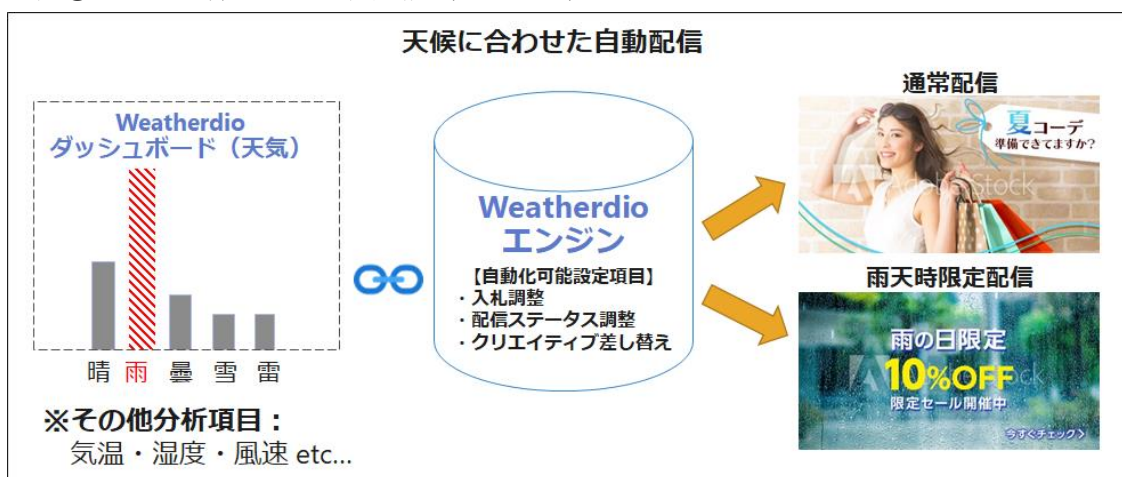 天候に合わせた自動配信
Weatherdio
ダッシュボード（天気）
晴 雨 曇 雪 雷
※その他分析項目：
気温・湿度・風速 etc...
Weatherdio
エンジン
【自動化可能設定項目】
・入札調整
・配信ステータス調整
・クリエイティブ差し替え
通常配信
夏コーデ
準備できてますか?
Adobe Stock
雨天時限定配信
雨の日限定
10%OFF
限定セール開催中
今すぐチェック>